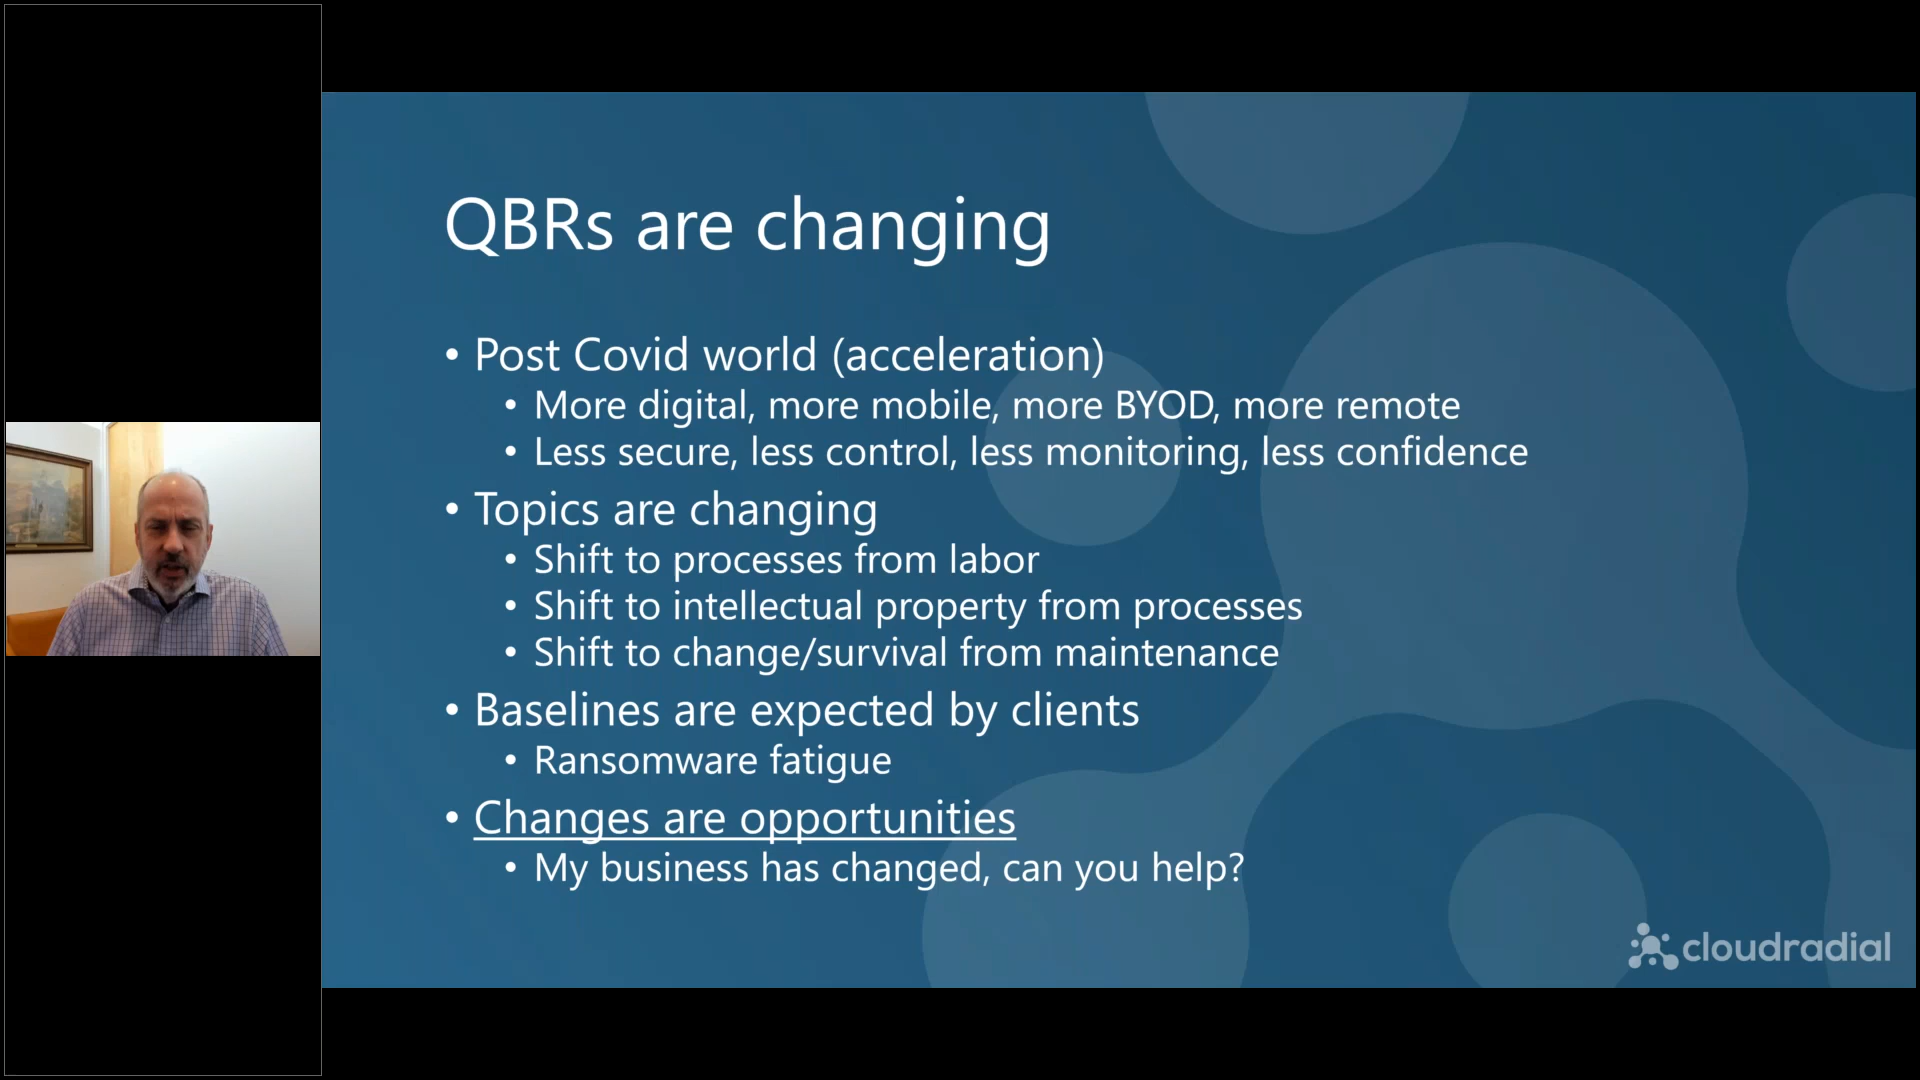 QBRs are changing
• Post Covid world (acceleration)
• More digital, more mobile, more BYOD, more remote
• Less secure, less control, less monitoring, less confidence
• Topics are changing
• Shift to processes from labor
• Shift to intellectual property from processes
• Shift to change/survival from maintenance
• Baselines are expected by clients
• Ransomware fatigue
• Changes are opportunities
• My business has changed, can you help?
cloudradial